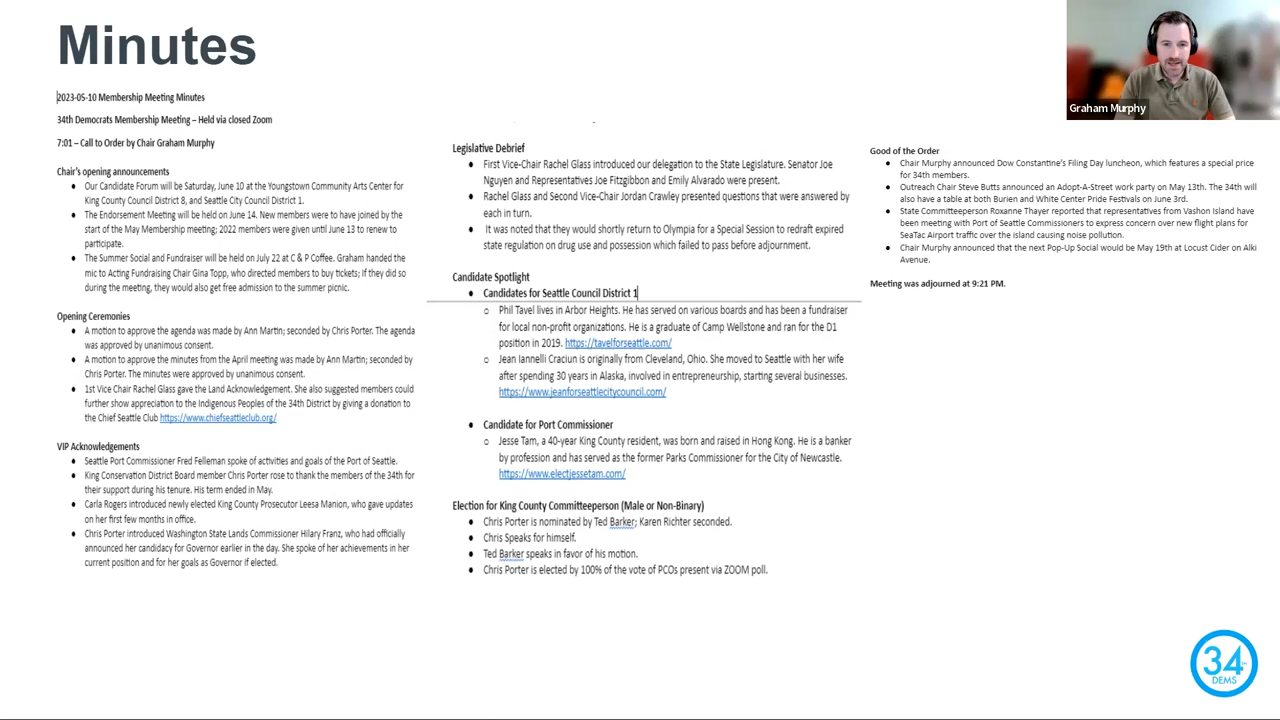 Minutes
2023-05-10 Membership Meeting Minutes
34th Democrats Membership Meeting – Held via closed Zoom
7:01 – Call to Order by Chair Graham Murphy
Chair's opening announcements
● Our Candidate Forum will be Saturday, June 10 at the Youngstown Community Arts Center for
King County Council District 8, and Seattle City Council District 1.
● The Endorsement Meeting will be held on June 14. New members were to have joined by the
start of the May Membership meeting; 2022 members were given until June 13 to renew to
participate.
● The Summer Social and Fundraiser will be held on July 22 at C & P Coffee. Graham handed the
mic to Acting Fundraising Chair Gina Topp, who directed members to buy tickets; If they did so
during the meeting, they would also get free admission to the summer picnic.
Opening Ceremonies
● A motion to approve the agenda was made by Ann Martin; seconded by Chris Porter. The agenda
was approved by unanimous consent.
● A motion to approve the minutes from the April meeting was made by Ann Martin; seconded by
Chris Porter. The minutes were approved by unanimous consent.
● 1st Vice Chair Rachel Glass gave the Land Acknowledgement. She also suggested members could
further show appreciation to the Indigenous Peoples of the 34th District by giving a donation to
the Chief Seattle Club https://www.chiefseattleclub.org/
VIP Acknowledgements
● Seattle Port Commissioner Fred Felleman spoke of activities and goals of the Port of Seattle.
● King Conservation District Board member Chris Porter rose to thank the members of the 34th for
their support during his tenure. His term ended in May.
● Carla Rogers introduced newly elected King County Prosecutor Leesa Manion, who gave updates
on her first few months in office.
● Chris Porter introduced Washington State Lands Commissioner Hilary Franz, who had officially
announced her candidacy for Governor earlier in the day. She spoke of her achievements in her
current position and for her goals as Governor if elected.
Legislative Debrief
● First Vice-Chair Rachel Glass introduced our delegation to the State Legislature. Senator Joe
Nguyen and Representatives Joe Fitzgibbon and Emily Alvarado were present.
● Rachel Glass and Second Vice-Chair Jordan Crawley presented questions that were answered by
each in turn.
● It was noted that they would shortly return to Olympia for a Special Session to redraft expired
state regulation on drug use and possession which failed to pass before adjournment.
Candidate Spotlight
● Candidates for Seattle Council District 1
o Phil Tavel lives in Arbor Heights. He has served on various boards and has been a fundraiser
for local non-profit organizations. He is a graduate of Camp Wellstone and ran for the D1
position in 2019. https://tavelforseattle.com/
o Jean Iannelli Craciun is originally from Cleveland, Ohio. She moved to Seattle with her wife
after spending 30 years in Alaska, involved in entrepreneurship, starting several businesses.
https://www.jeanforseattlecitycouncil.com/
● Candidate for Port Commissioner
o Jesse Tam, a 40-year King County resident, was born and raised in Hong Kong. He is a banker
by profession and has served as the former Parks Commissioner for the City of Newcastle.
https://www.electjessetam.com/
Election for King County Committeeperson (Male or Non-Binary)
● Chris Porter is nominated by Ted Barker; Karen Richter seconded.
● Chris Speaks for himself.
● Ted Barker speaks in favor of his motion.
● Chris Porter is elected by 100% of the vote of PCOs present via ZOOM poll.
Graham Murphy
Good of the Order
● Chair Murphy announced Dow Constantine's Filing Day luncheon, which features a special price
for 34th members.
● Outreach Chair Steve Butts announced an Adopt-A-Street work party on May 13th. The 34th will
also have a table at both Burien and White Center Pride Festivals on June 3rd.
● State Committeeperson Roxanne Thayer reported that representatives from Vashon Island have
been meeting with Port of Seattle Commissioners to express concern over new flight plans for
SeaTac Airport traffic over the island causing noise pollution.
● Chair Murphy announced that the next Pop-Up Social would be May 19th at Locust Cider on Alki
Avenue.
Meeting was adjourned at 9:21 PM.
34TH
DEMS